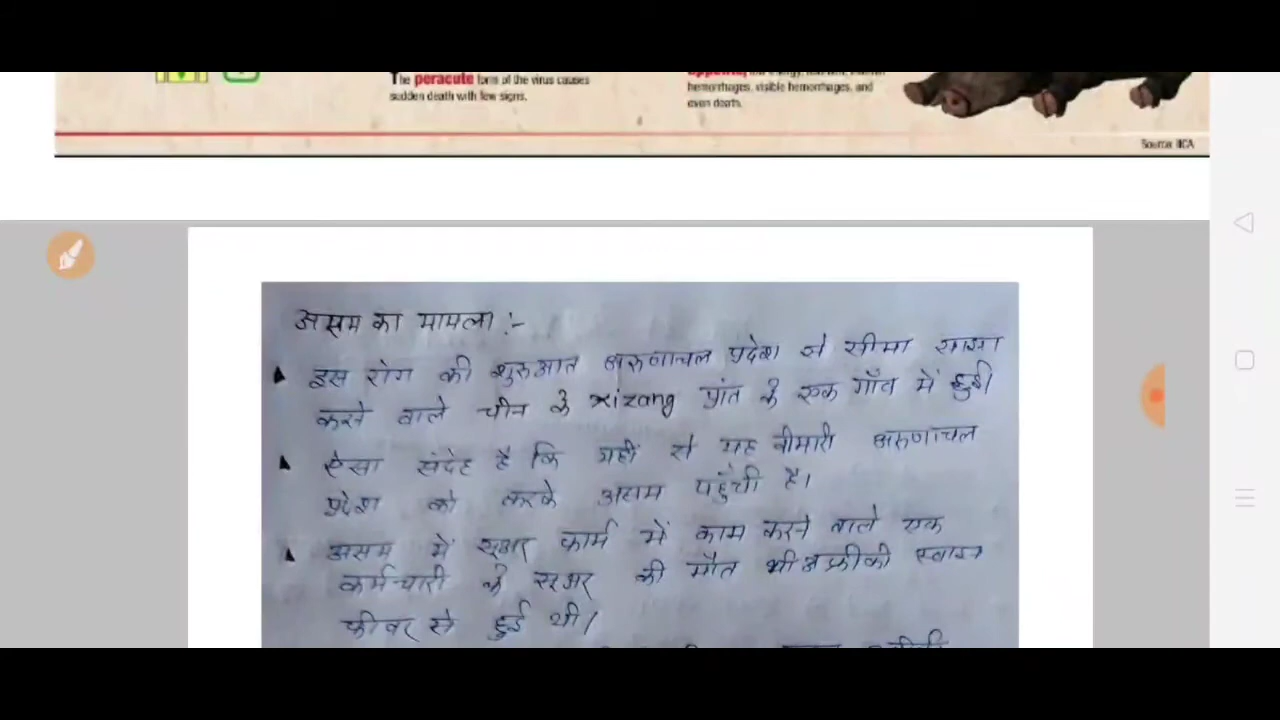 The peracute form of the virus causes
sudden death with few signs.
hemorrhages, visible hemorrhages, and
even death.
Source: IICA
असम का मामला :-
इस रोग की शुरुआत अरुणाचल प्रदेश से सीमा साझा
करने वाले चीन के xizang प्रांत के एक गाँव में हुई
ऐसा संदेह है कि यहीं से यह बीमारी अरुणाचल
प्रदेश को करके असम पहुँची है।
असम में सूअर फार्म में काम करने वाले एक
कर्मचारी के सूअर की मौत भी अफ्रीकी स्वाइन
फीवर से हुई थी।